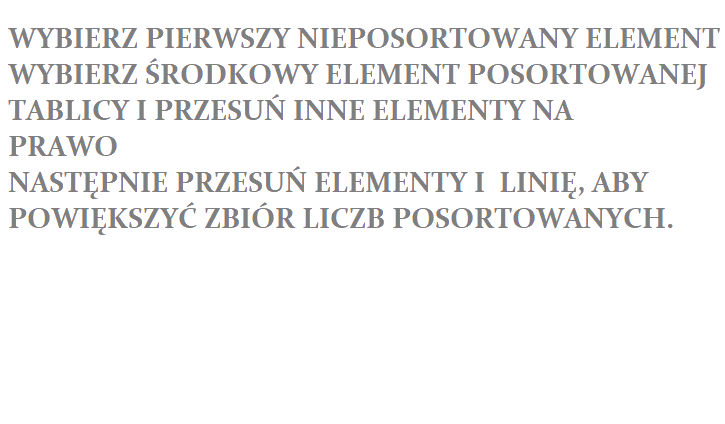 WYBIERZ PIERWSZY NIEPOSORTOWANY ELEMENT
WYBIERZ ŚRODKOWY ELEMENT POSORTOWANEJ
TABLICY I PRZESUŃ INNE ELEMENTY NA
PRAWO
NASTĘPNIE PRZESUŃ ELEMENTY I  LINIĘ, ABY
POWIĘKSZYĆ ZBIÓR LICZB POSORTOWANYCH.